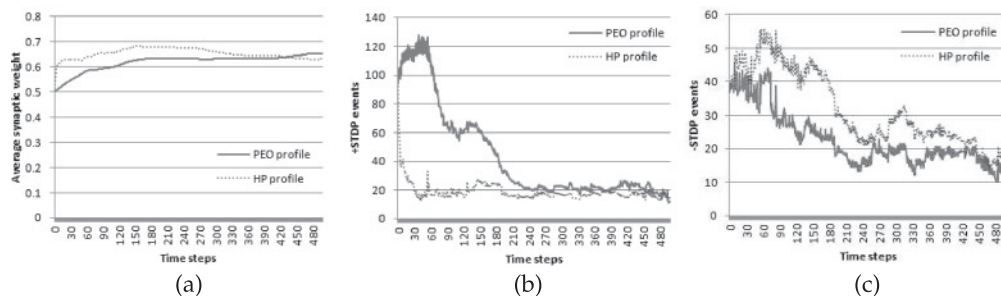 0.8
0.7
0.6
0.5
0.4
0.3
0.2
0.1
0
Average synaptic weight
PEO profile
HP profile
0 30 60 90 120 150 180 210 240 270 300 330 360 390 420 450 480
Time steps
(a)
140
120
100
80
60
40
20
0
+STDP events
PEO profile
HP profile
0 30 60 90 120 150 180 210 240 270 300 330 360 390 420 450 480
Time steps
(b)
60
50
40
30
20
10
0
-STDP events
PEO profile
HP profile
0 30 60 90 120 150 180 210 240 270 300 330 360 390 420 450 480
Time steps
(c)